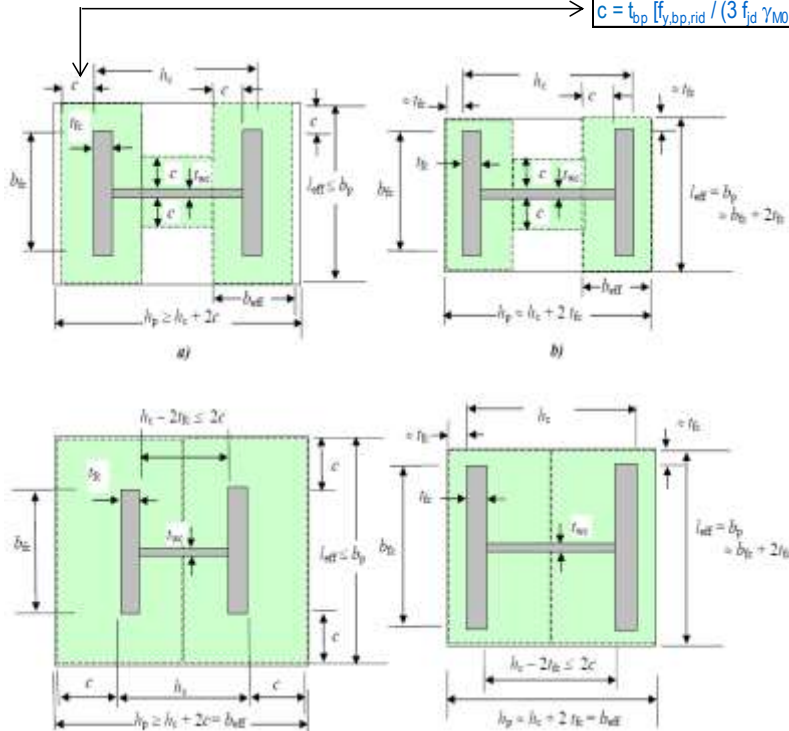 c = t_bp [f_y,bp,rid / (3 f_jd γ_M0
h_c
c
c
c
t_fc
b_fc
c
t_wc
c
l_eff ≤ b_p
b_eff
h_p ≥ h_c + 2c
a)
h_c
≈ t_fc
c
≈ t_fc
t_fc
b_fc
c
t_wc
c
l_eff = b_p
≈ b_fc + 2t_fc
b_eff
h_p ≈ h_c + 2 t_fc
b)
h_c – 2t_fc ≤ 2c
c
t_fc
b_fc
t_wc
l_eff ≤ b_p
c
c
h_c
c
h_p ≥ h_c + 2c = b_eff
h_c
≈ t_fc
≈ t_fc
t_fc
b_fc
t_wc
l_eff = b_p
≈ b_fc + 2t_f
h_c – 2t_fc ≤ 2c
h_p ≈ h_c + 2 t_fc = b_eff